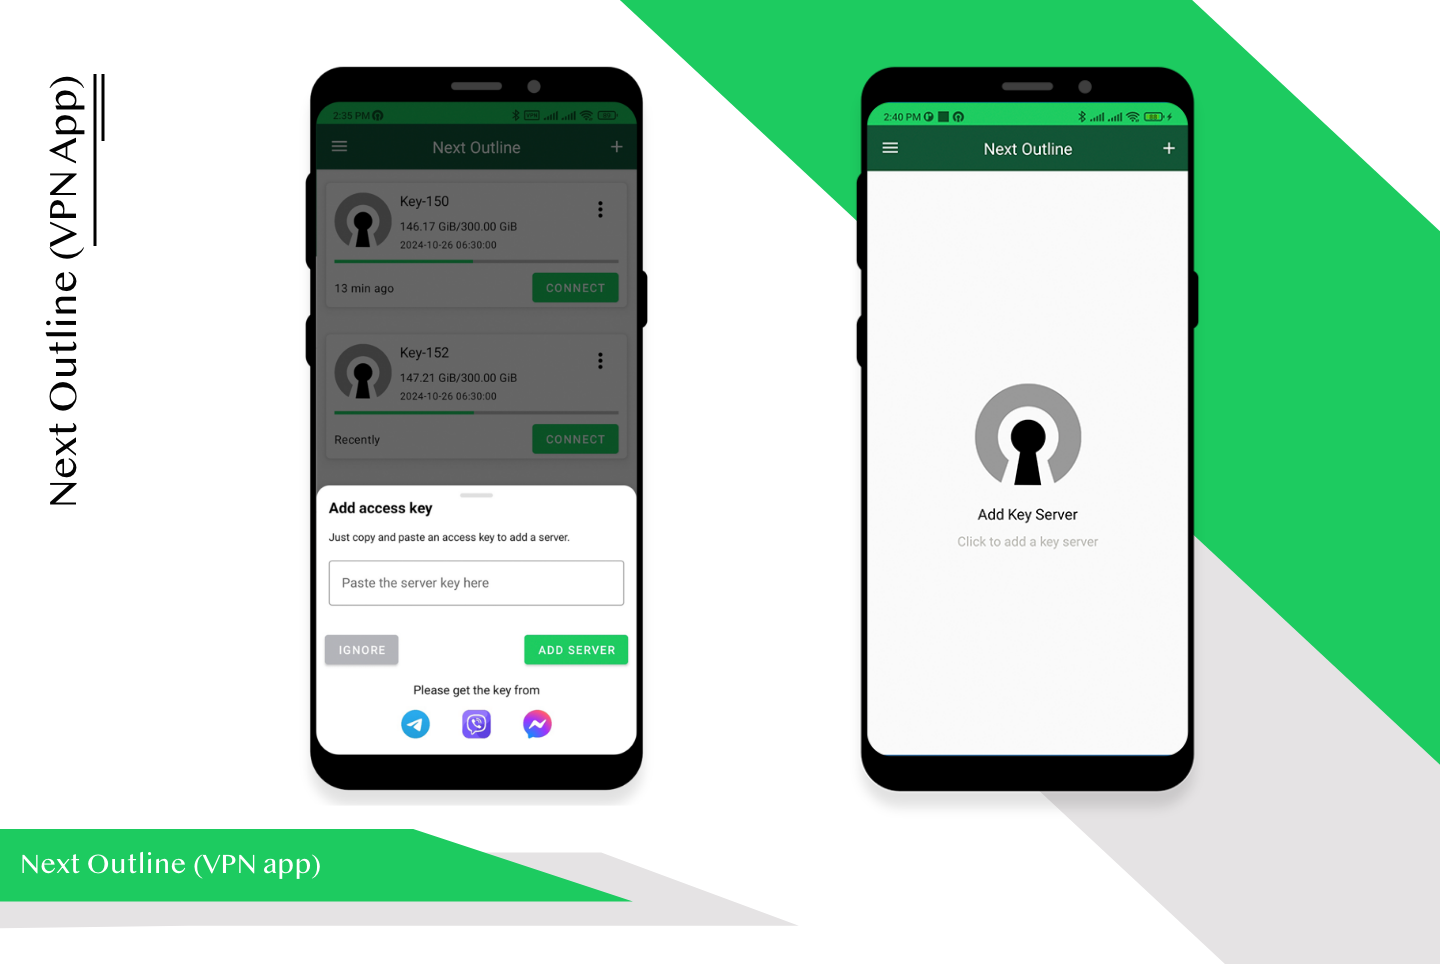 Next Outline (VPN App)
2:35 PM
VPN
Next Outline
Key-150
146.17 GiB/300.00 GiB
2024-10-26 06:30:00
13 min ago
CONNECT
Key-152
147.21 GiB/300.00 GiB
2024-10-26 06:30:00
Recently
CONNECT
Add access key
Just copy and paste an access key to add a server.
Paste the server key here
IGNORE
ADD SERVER
Please get the key from
2:40 PM
Next Outline
Add Key Server
Click to add a key server
Next Outline (VPN app)